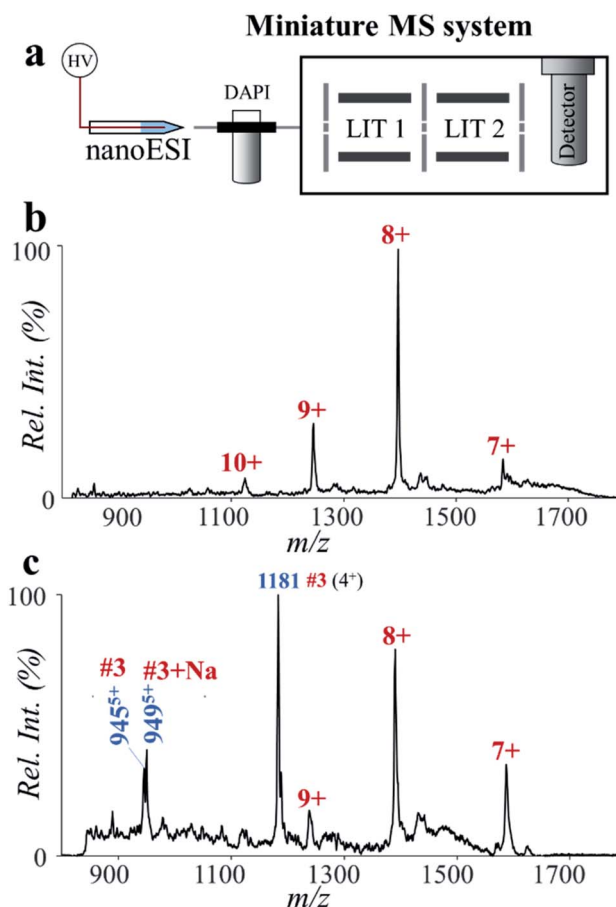 Miniature MS system
a
HV
nanoESI
DAPI
LIT 1
LIT 2
Detector
b
100
Rel. Int. (%)
0
10+
9+
8+
7+
900
1100
1300
1500
1700
m/z
c
100
Rel. Int. (%)
0
#3
#3+Na
945⁵⁺
949⁵⁺
1181 #3 (4⁺)
9+
8+
7+
900
1100
1300
1500
1700
m/z